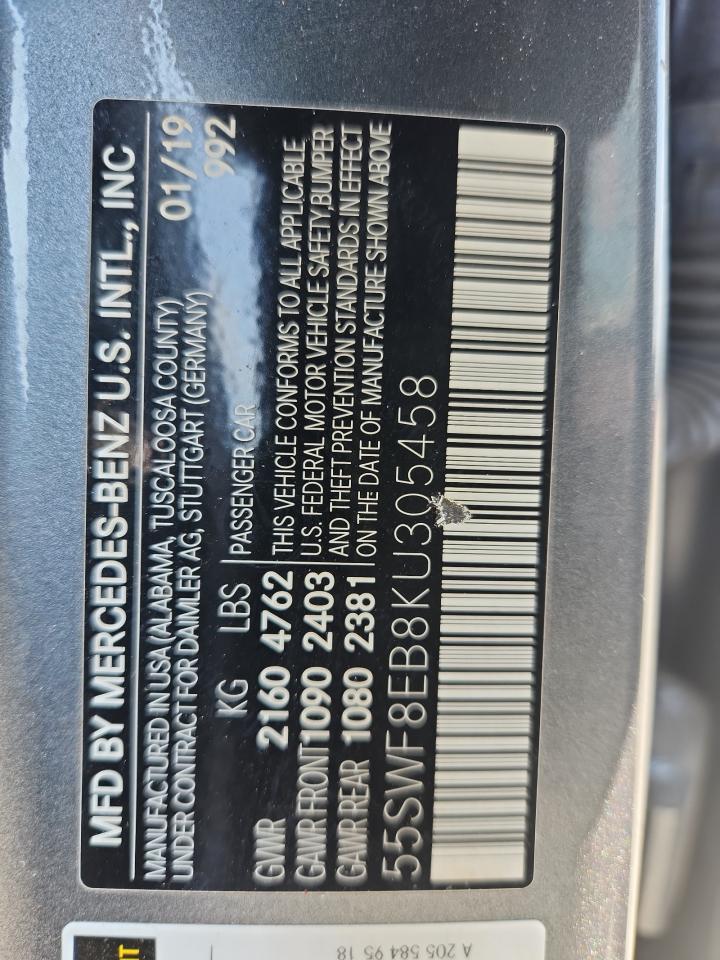 MFD BY MERCEDES-BENZ U.S. INTL., INC
MANUFACTURED IN USA (ALABAMA, TUSCALOOSA COUNTY) 01/19
UNDER CONTRACT FOR DAIMLER AG, STUTTGART (GERMANY) 992
KG LBS PASSENGER CAR
GVWR 2160 4762
GAWR FRONT 1090 2403
GAWR REAR 1080 2381
THIS VEHICLE CONFORMS TO ALL APPLICABLE
U.S. FEDERAL MOTOR VEHICLE SAFETY, BUMPER
AND THEFT PREVENTION STANDARDS IN EFFECT
ON THE DATE OF MANUFACTURE SHOWN ABOVE
55SWF8EB8KU305458
A 205 584 95 18